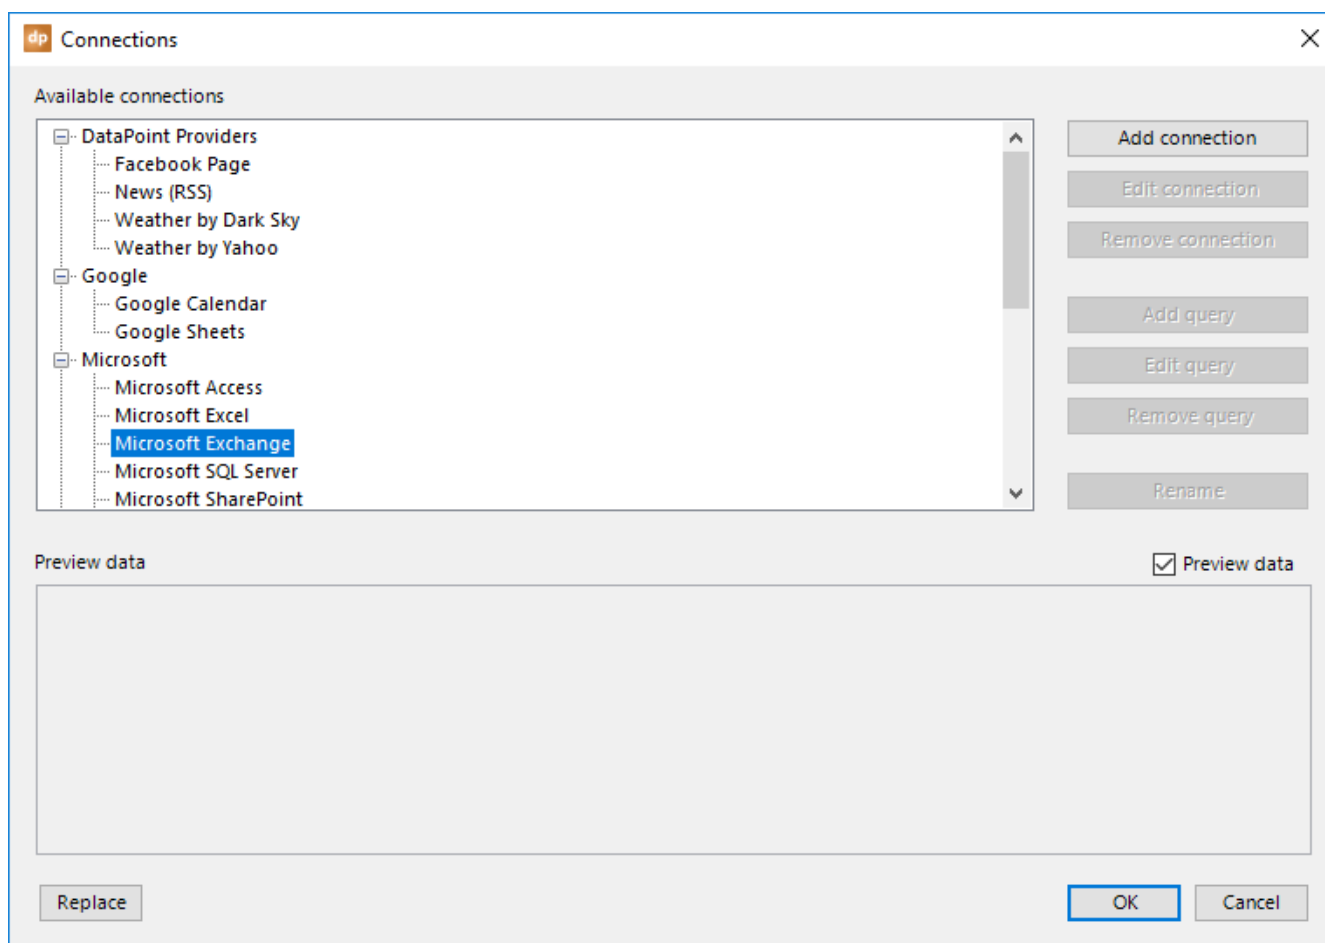 dp Connections
Available connections
DataPoint Providers
Facebook Page
News (RSS)
Weather by Dark Sky
Weather by Yahoo
Google
Google Calendar
Google Sheets
Microsoft
Microsoft Access
Microsoft Excel
Microsoft Exchange
Microsoft SQL Server
Microsoft SharePoint
Add connection
Edit connection
Remove connection
Add query
Edit query
Remove query
Rename
Preview data
Preview data
Replace
OK
Cancel